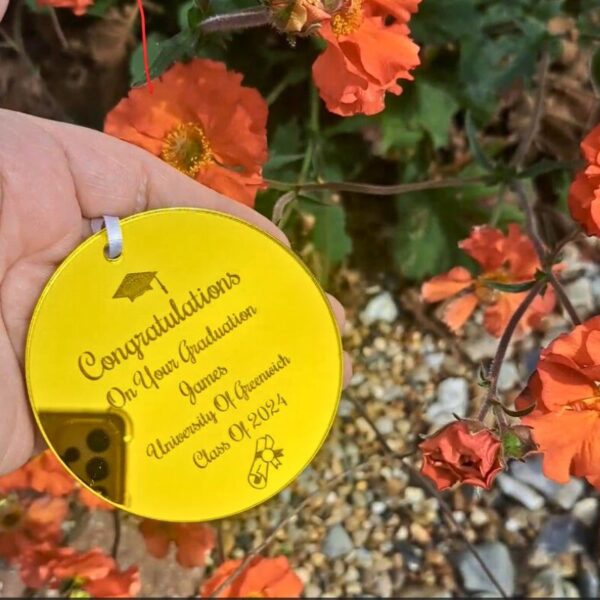 Congratulations
On Your Graduation
James
University Of Greenwich
Class Of 2024